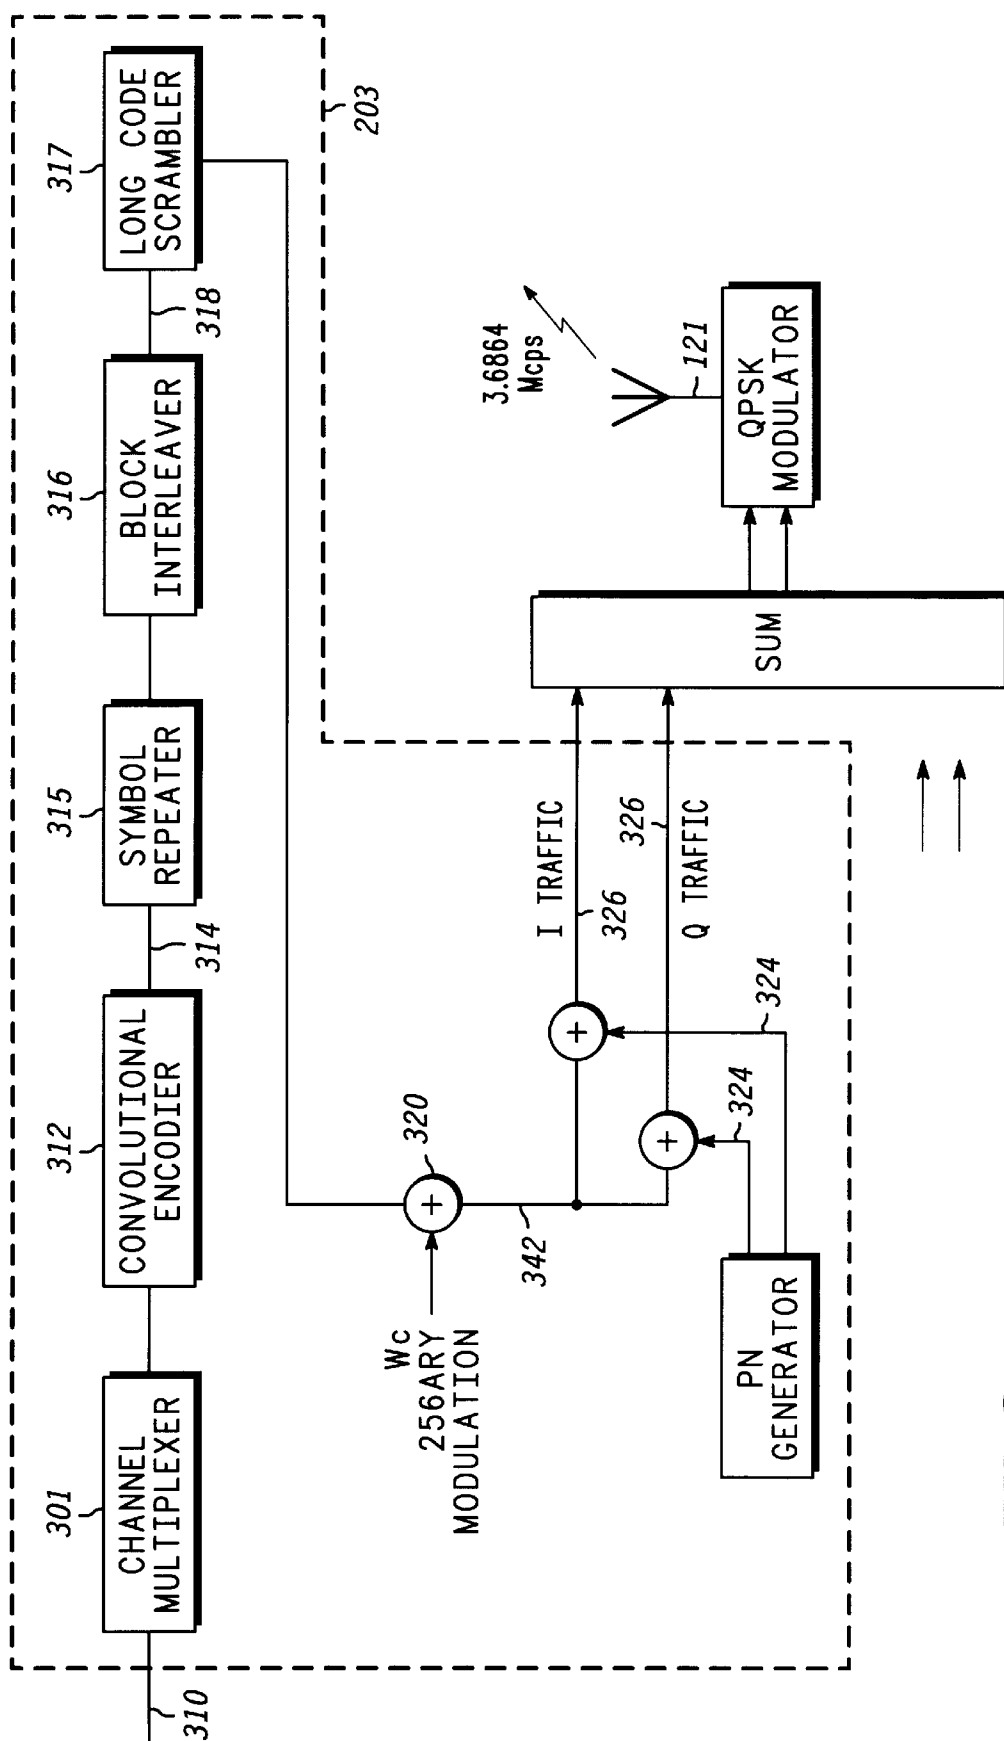 301
CHANNEL
MULTIPLEXER
312
CONVOLUTIONAL
ENCODIER
315
SYMBOL
REPEATER
316
BLOCK
INTERLEAVER
317
LONG CODE
SCRAMBLER
310
314
318
203
Wc
256ARY
MODULATION
320
342
I TRAFFIC
326
326
Q TRAFFIC
324
324
PN
GENERATOR
SUM
3.6864
Mcps
121
QPSK
MODULATOR